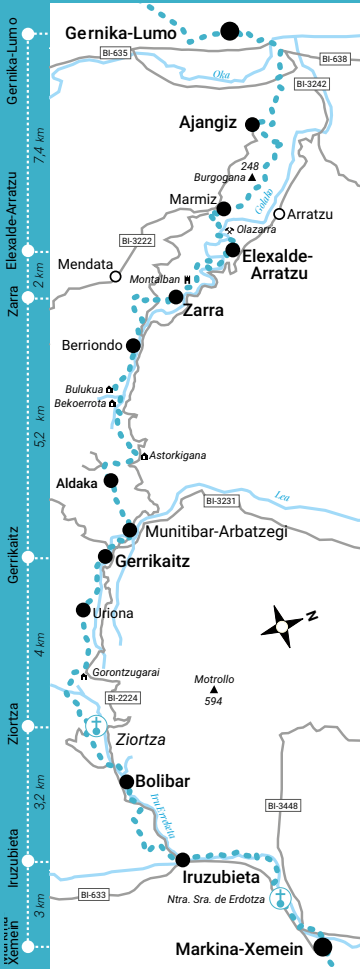 Gernika-Lumo
7,4 km
Elexalde-Arratzu
2 km
Zarra
5,2 km
Gerrikaitz
4 km
Ziortza
3,2 km
Iruzubieta
3 km
Markina
Xemein
Gernika-Lumo
BI-635
BI-638
Oka
BI-3242
Ajangiz
248
Burgogana
Marmiz
Golako
Arratzu
Olazarra
BI-3222
Elexalde-
Arratzu
Mendata
Montalban
Zarra
Berriondo
Bulukua
Bekoerrota
Astorkigana
Aldaka
Lea
BI-3231
Munitibar-Arbatzegi
Gerrikaitz
Uriona
N
Gorontzugarai
Motrollo
594
BI-2224
Ziortza
Bolibar
BI-3448
Iru Errekata
Iruzubieta
BI-633
Ntra. Sra. de Erdotza
Markina-Xemein